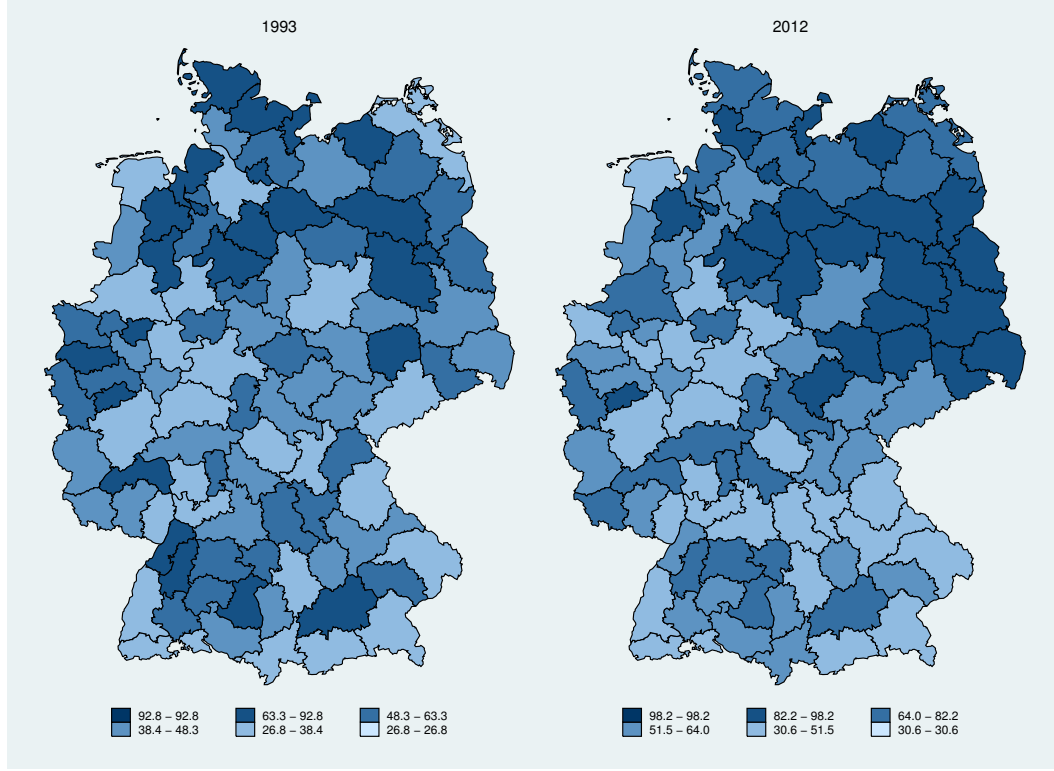 1993
2012
92.8 – 92.8 63.3 – 92.8 48.3 – 63.3
38.4 – 48.3 26.8 – 38.4 26.8 – 26.8
98.2 – 98.2 82.2 – 98.2 64.0 – 82.2
51.5 – 64.0 30.6 – 51.5 30.6 – 30.6